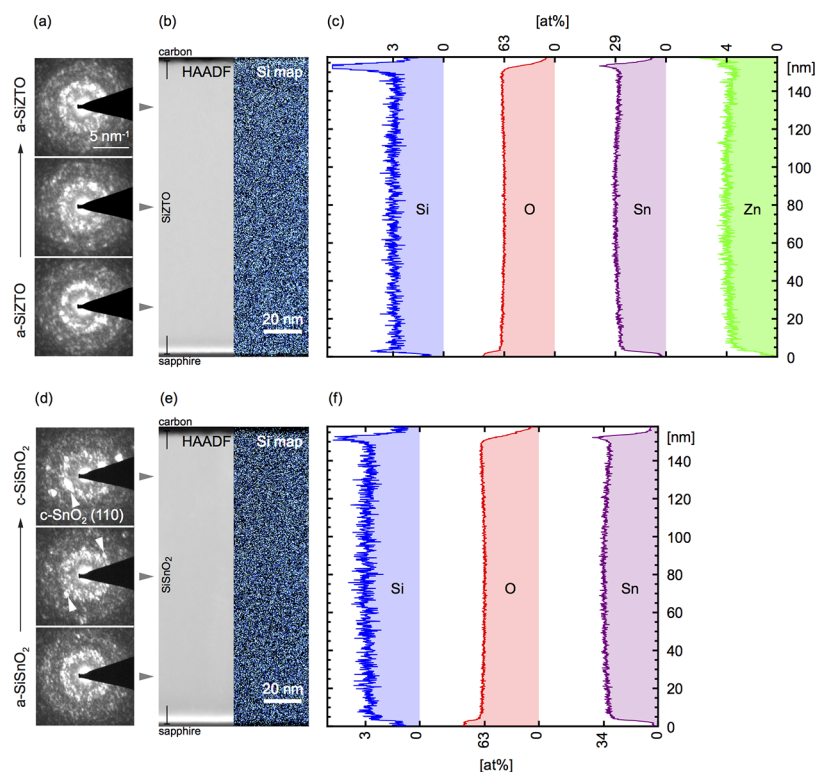 (a)
(b)
(c)
[at%]
3
0
63
0
29
0
4
0
carbon
HAADF
Si map
5 nm⁻¹
a-SiZTO
a-SiZTO
SiZTO
20 nm
sapphire
Si
O
Sn
Zn
[nm]
140
120
100
80
60
40
20
0
(d)
(e)
(f)
carbon
HAADF
Si map
c-SiSnO₂
c-SnO₂ (110)
a-SiSnO₂
SiSnO₂
20 nm
sapphire
Si
O
Sn
[nm]
140
120
100
80
60
40
20
0
3
0
63
0
34
0
[at%]